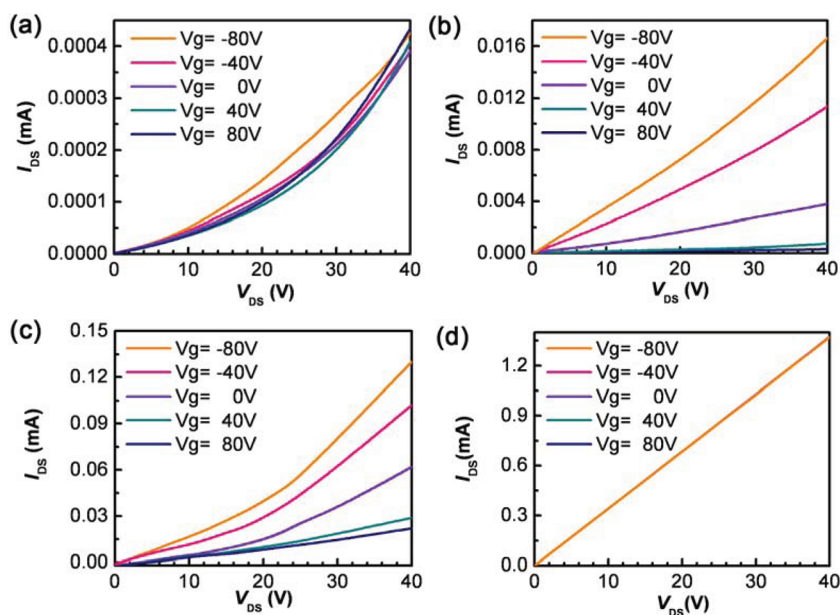 (a)
Vg= -80V
Vg= -40V
Vg= 0V
Vg= 40V
Vg= 80V
0.0004
0.0003
0.0002
0.0001
0.0000
I_DS (mA)
0 10 20 30 40
V_DS (V)
(b)
Vg= -80V
Vg= -40V
Vg= 0V
Vg= 40V
Vg= 80V
0.016
0.012
0.008
0.004
0.000
I_DS (mA)
0 10 20 30 40
V_DS (V)
(c)
Vg= -80V
Vg= -40V
Vg= 0V
Vg= 40V
Vg= 80V
0.15
0.12
0.09
0.06
0.03
0.00
I_DS (mA)
0 10 20 30 40
V_DS (V)
(d)
Vg= -80V
Vg= -40V
Vg= 0V
Vg= 40V
Vg= 80V
1.2
0.9
0.6
0.3
0.0
I_DS(mA)
0 10 20 30 40
V_DS(V)